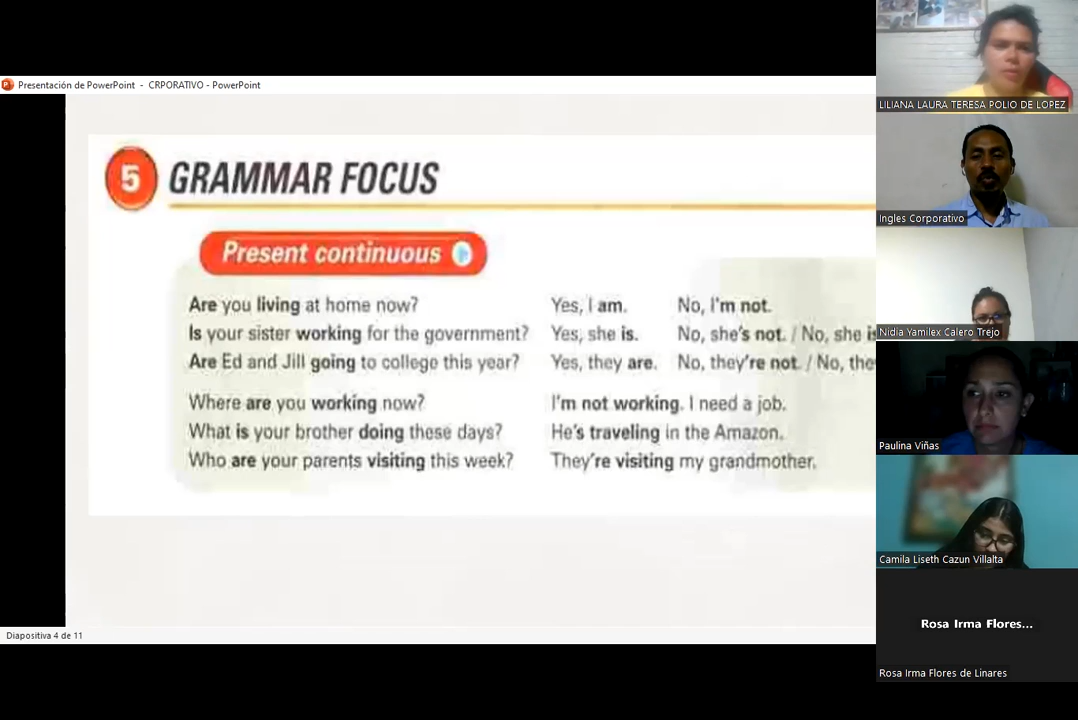 Presentación de PowerPoint - CRPORATIVO - PowerPoint
5 GRAMMAR FOCUS
Present continuous
Are you living at home now? Yes, I am. No, I'm not.
Is your sister working for the government? Yes, she is. No, she's not. / No, she
Are Ed and Jill going to college this year? Yes, they are. No, they're not. / No,
Where are you working now? I'm not working. I need a job.
What is your brother doing these days? He's traveling in the Amazon.
Who are your parents visiting this week? They're visiting my grandmother.
Diapositiva 4 de 11
LILIANA LAURA TERESA POLIO DE LOPEZ
Ingles Corporativo
Nidia Yamilex Calero Trejo
Paulina Viñas
Camila Liseth Cazun Villalta
Rosa Irma Flores...
Rosa Irma Flores de Linares